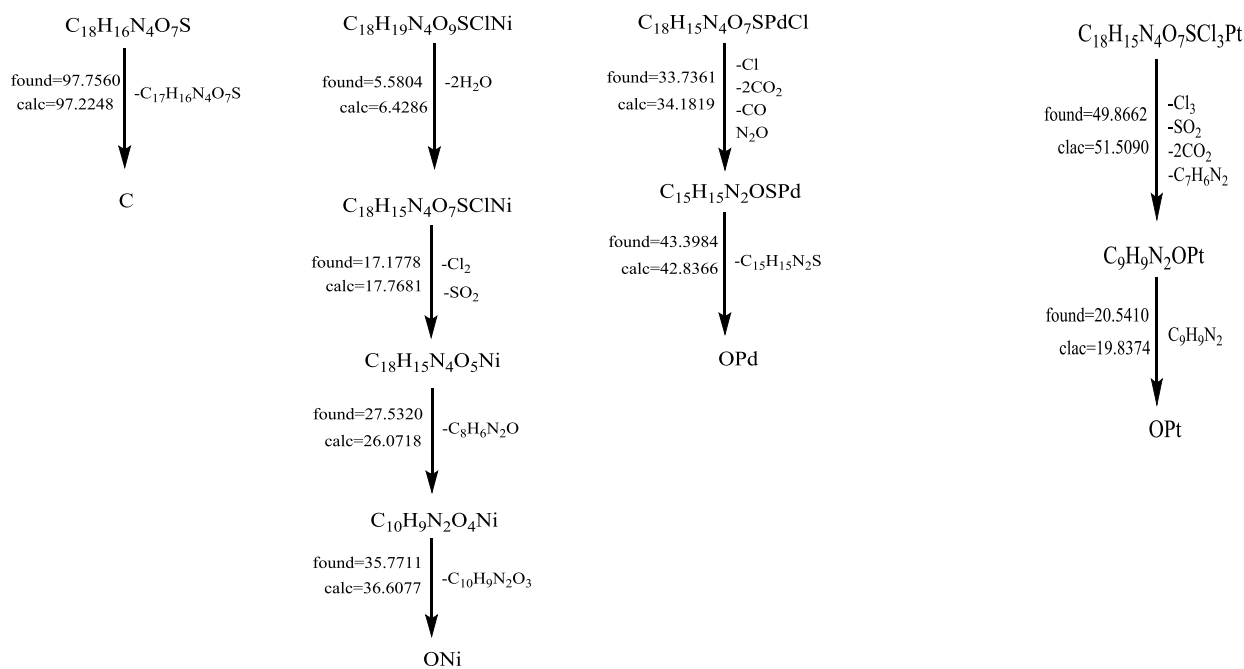 C₁₈H₁₆N₄O₇S
found=97.7560
calc=97.2248
-C₁₇H₁₆N₄O₇S
C
C₁₈H₁₉N₄O₉SClNi
found=5.5804
calc=6.4286
-2H₂O
C₁₈H₁₅N₄O₇SClNi
found=17.1778
calc=17.7681
-Cl₂
-SO₂
C₁₈H₁₅N₄O₅Ni
found=27.5320
calc=26.0718
-C₈H₆N₂O
C₁₀H₉N₂O₄Ni
found=35.7711
calc=36.6077
-C₁₀H₉N₂O₃
ONi
C₁₈H₁₅N₄O₇SPdCl
found=33.7361
calc=34.1819
-Cl
-2CO₂
-CO
N₂O
C₁₅H₁₅N₂OSPd
found=43.3984
calc=42.8366
-C₁₅H₁₅N₂S
OPd
C₁₈H₁₅N₄O₇SCl₃Pt
found=49.8662
clac=51.5090
-Cl₃
-SO₂
-2CO₂
-C₇H₆N₂
C₉H₉N₂OPt
found=20.5410
clac=19.8374
C₉H₉N₂
OPt